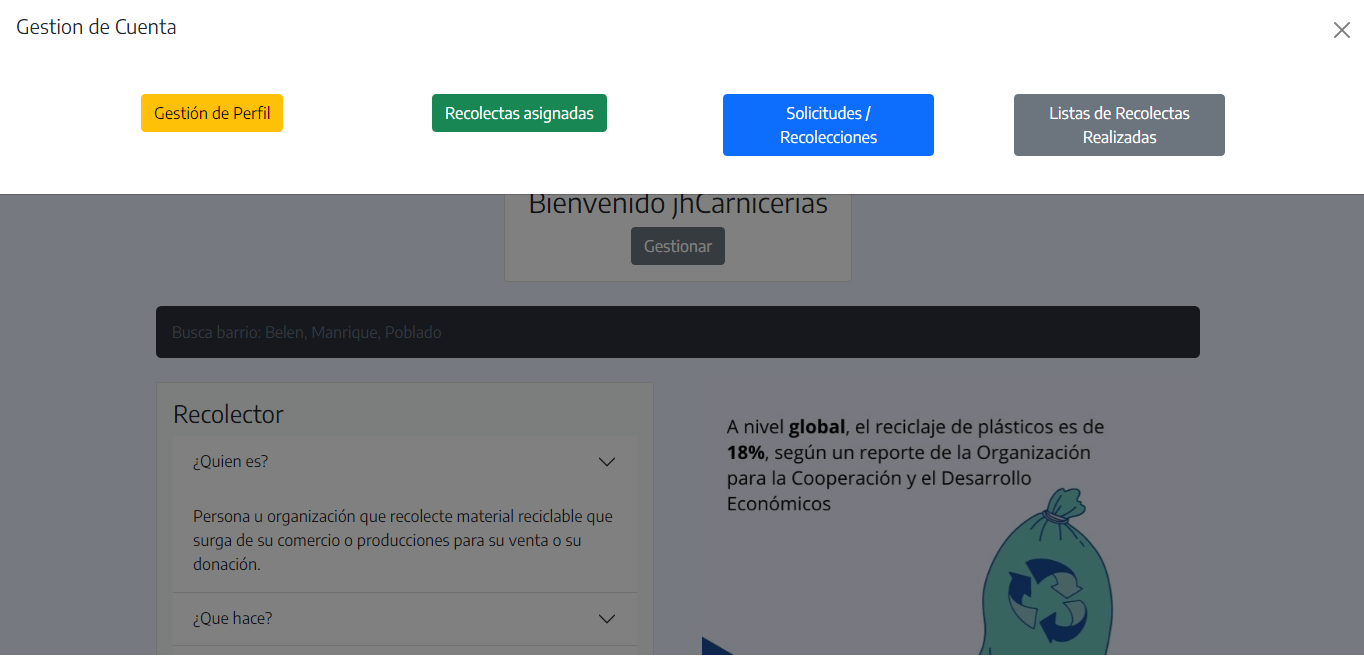 Gestion de Cuenta
Gestión de Perfil
Recolectas asignadas
Solicitudes /
Recolecciones
Listas de Recolectas
Realizadas
Bienvenido jhCarnicerias
Gestionar
Busca barrio: Belen, Manrique, Poblado
Recolector
¿Quien es?
Persona u organización que recolecte material reciclable que
surga de su comercio o producciones para su venta o su
donación.
¿Que hace?
A nivel global, el reciclaje de plásticos es de
18%, según un reporte de la Organización
para la Cooperación y el Desarrollo
Económicos